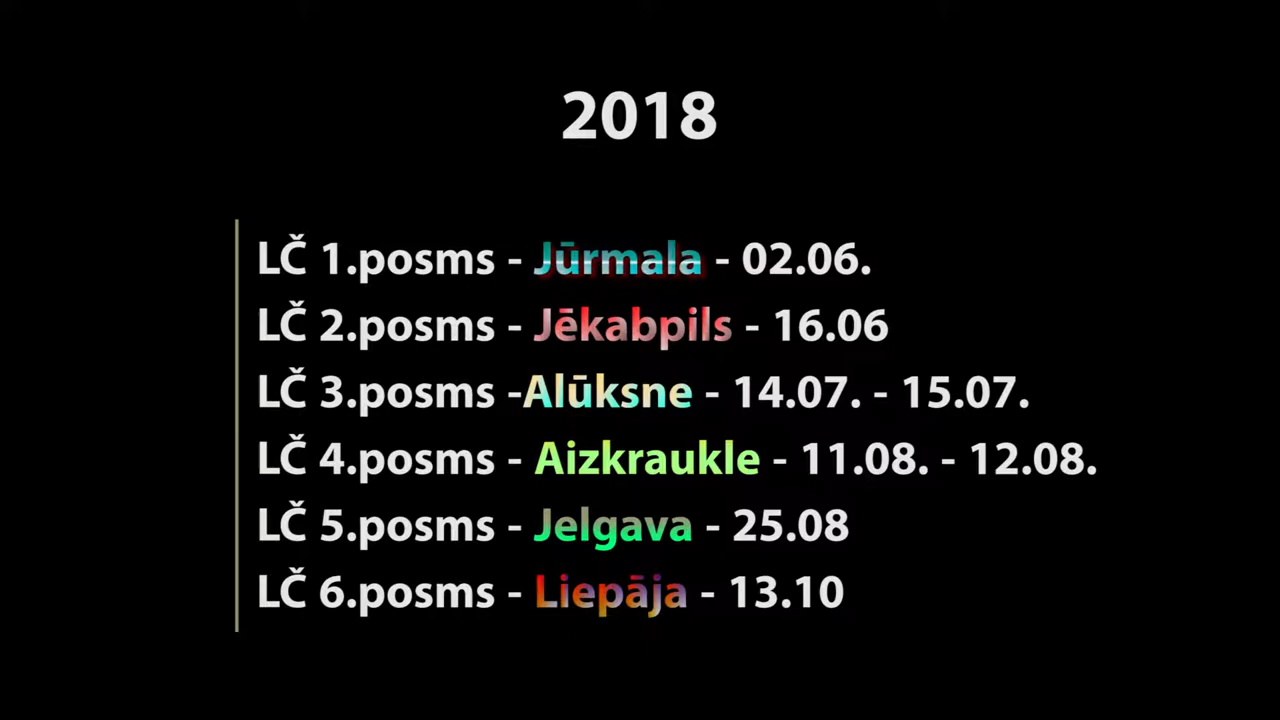 2018
LČ 1.posms - Jūrmala - 02.06.
LČ 2.posms - Jēkabpils - 16.06
LČ 3.posms -Alūksne - 14.07. - 15.07.
LČ 4.posms - Aizkraukle - 11.08. - 12.08.
LČ 5.posms - Jelgava - 25.08
LČ 6.posms - Liepāja - 13.10